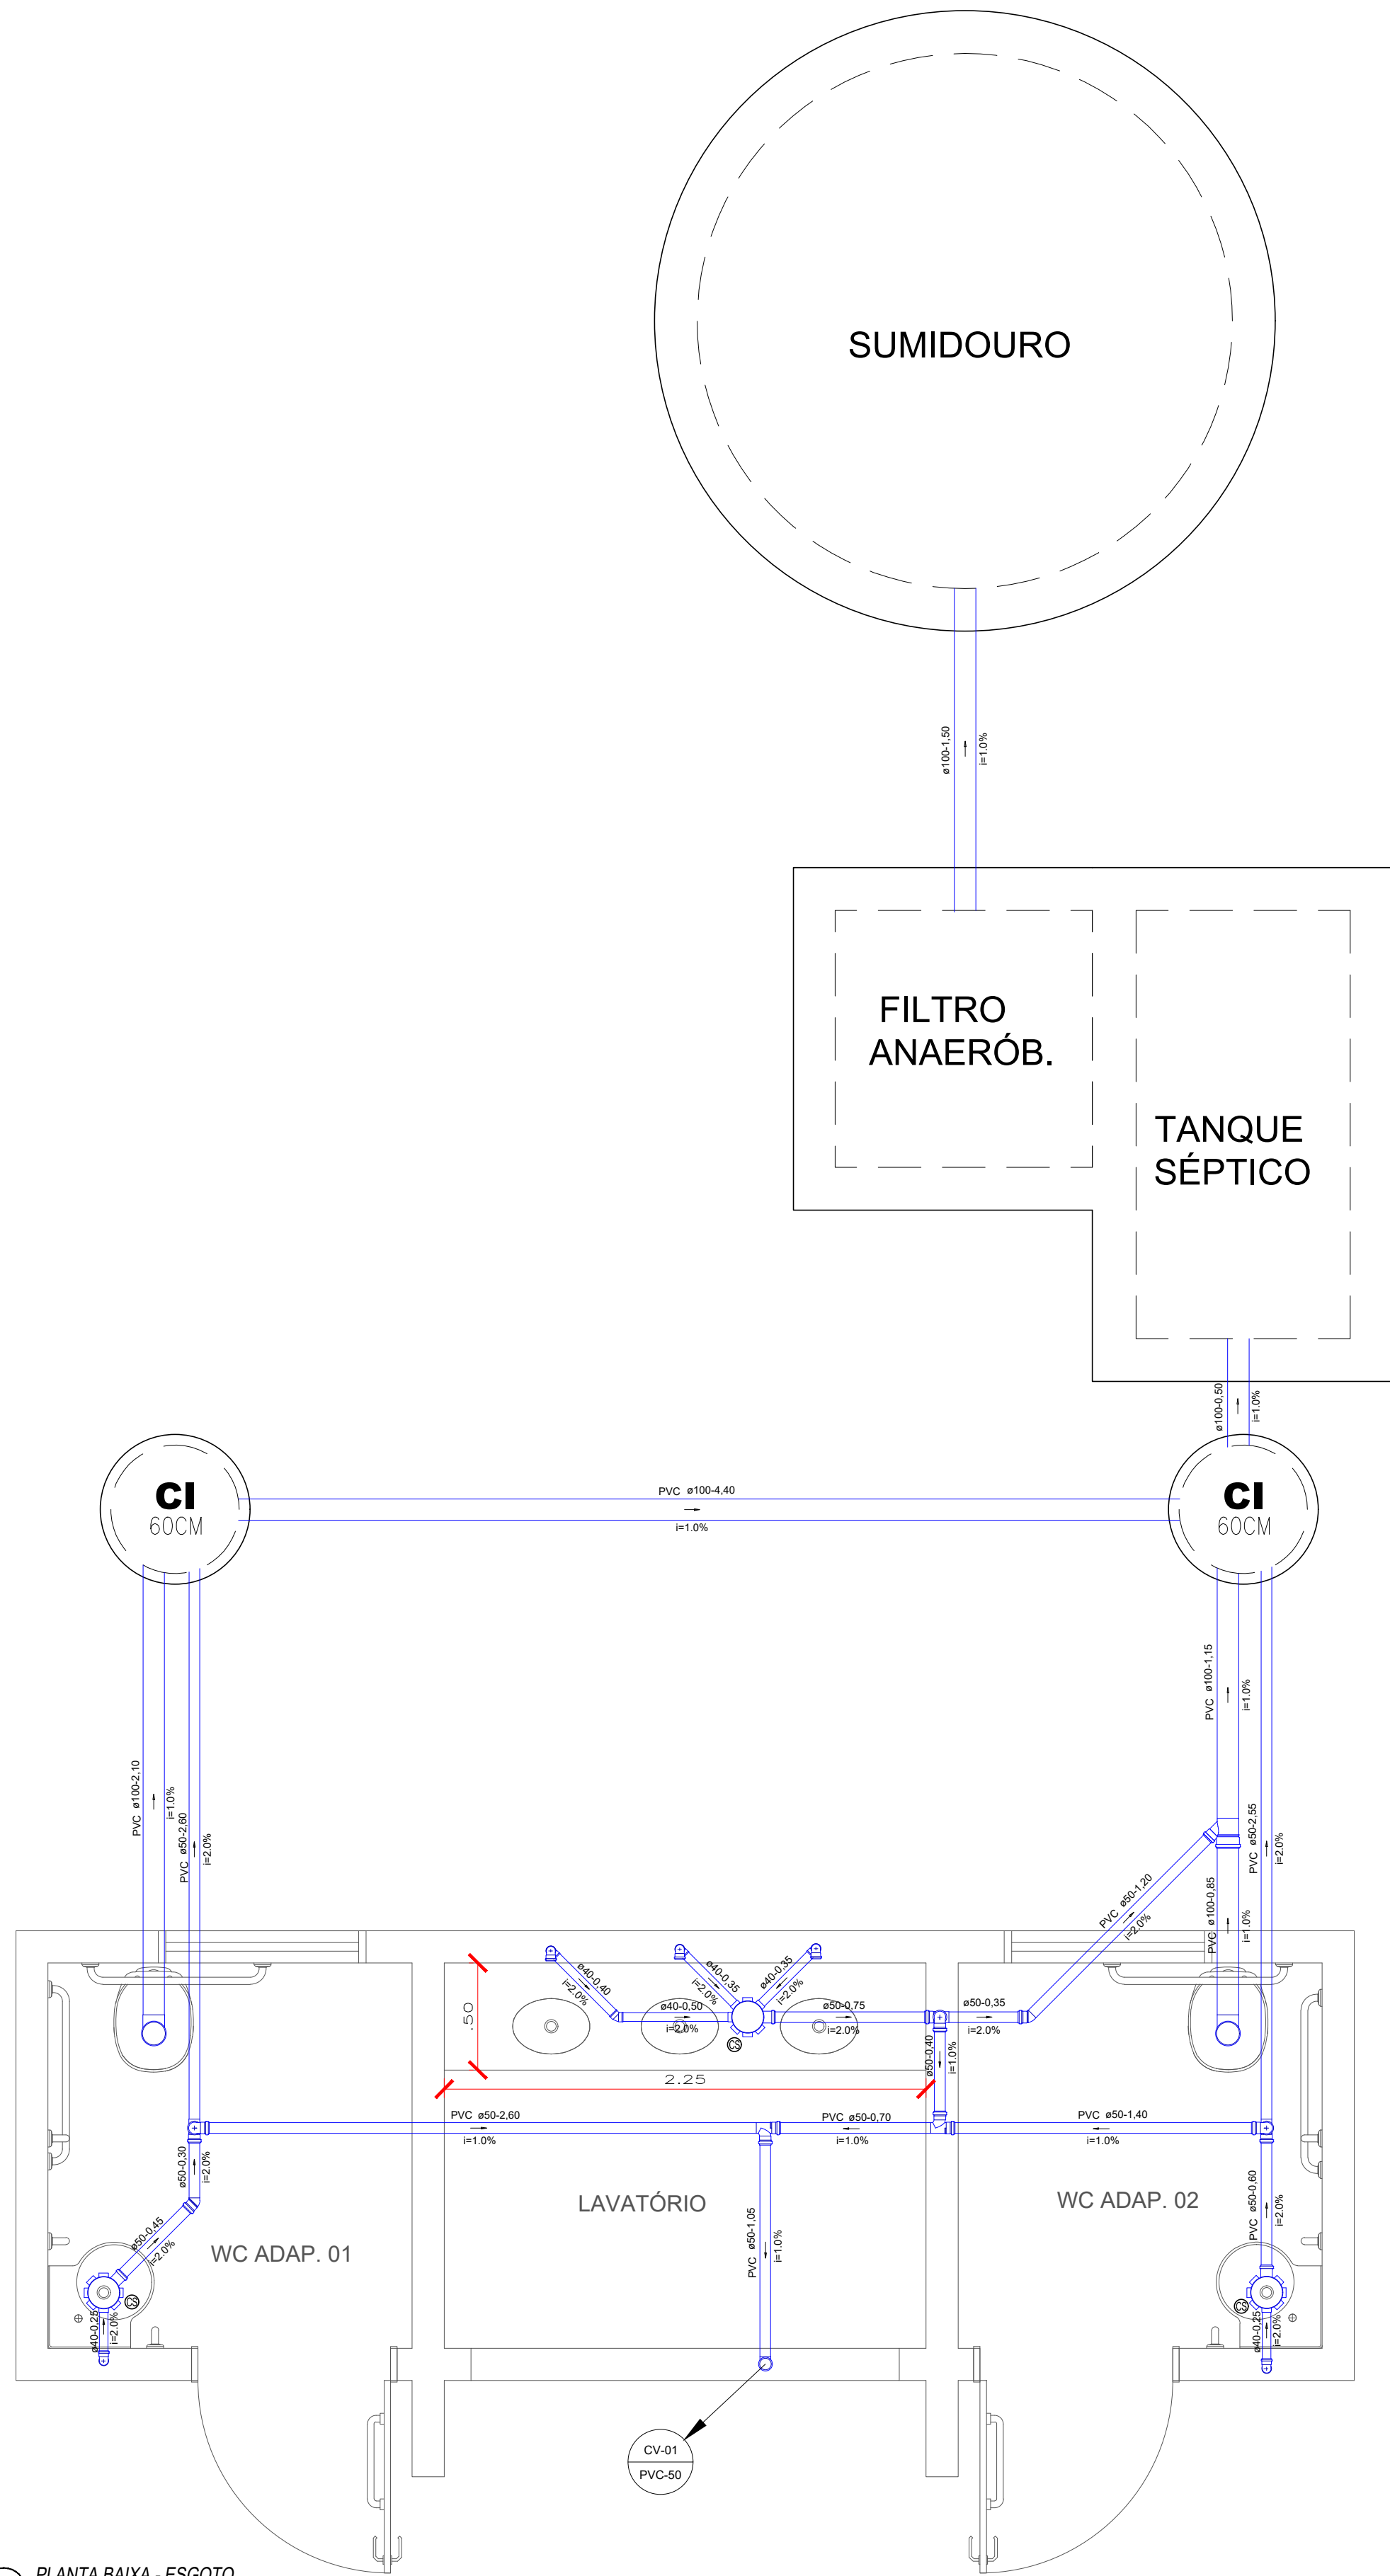 SUMIDOURO
ø100-1,50
i=1.0%
FILTRO
ANAERÓB.
TANQUE
SÉPTICO
ø100-0,50
i=1.0%
CI
60CM
PVC ø100-4,40
i=1.0%
CI
60CM
PVC ø100-2,10
i=1.0%
PVC ø50-2,60
i=2.0%
PVC ø100-1,15
i=1.0%
PVC ø50-2,55
i=2.0%
PVC ø50-1,20
i=2.0%
PVC ø100-0,85
i=1.0%
ø40-0,40
i=2.0%
ø40-0,35
i=2.0%
ø40-0,35
i=2.0%
ø40-0,50
i=2.0%
ø50-0,75
i=2.0%
ø50-0,35
i=2.0%
CS
.50
2.25
ø50-0,40
i=1.0%
PVC ø50-2,60
i=1.0%
PVC ø50-0,70
i=1.0%
PVC ø50-1,40
i=1.0%
ø50-0,30
i=2.0%
ø50-0,45
i=2.0%
WC ADAP. 01
LAVATÓRIO
WC ADAP. 02
PVC ø50-1,05
i=1.0%
PVC ø50-0,60
i=2.0%
CS
CS
ø40-0,25
i=2.0%
ø40-0,25
i=2.0%
CV-01
PVC-50
PLANTA BAIXA - ESGOTO